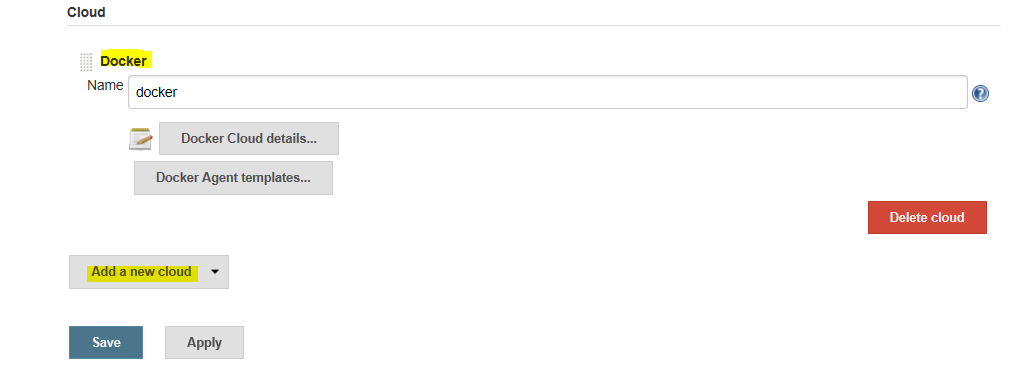 Cloud
Docker
Name docker ?
Docker Cloud details...
Docker Agent templates...
Delete cloud
Add a new cloud
Save Apply